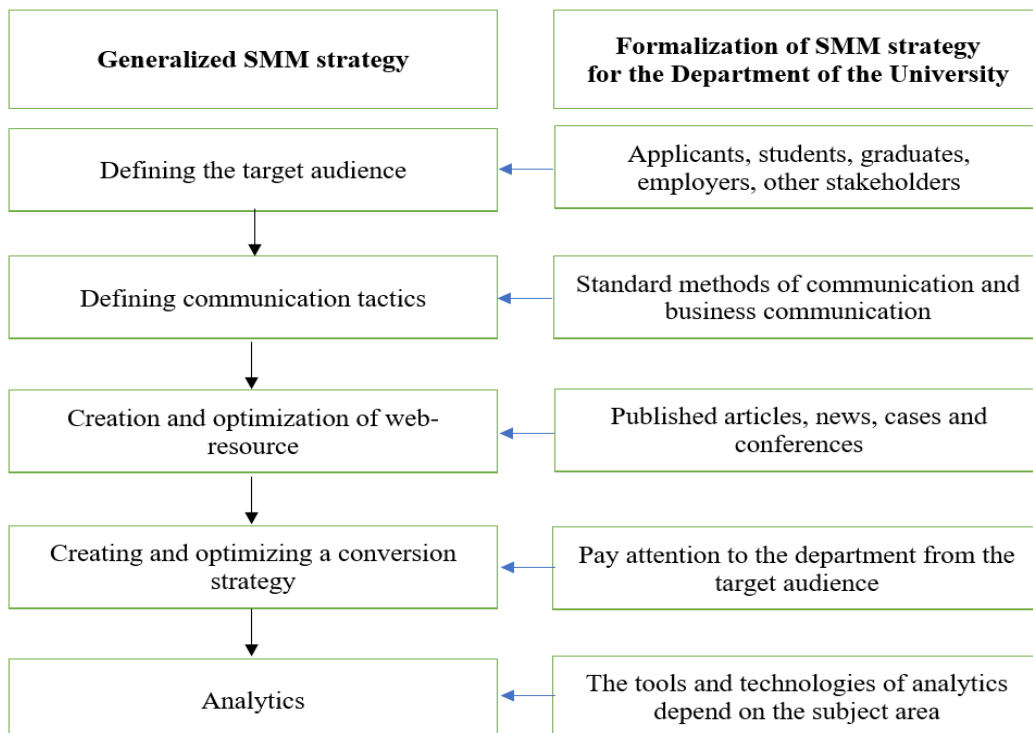 Generalized SMM strategy
Formalization of SMM strategy
for the Department of the University
Defining the target audience
Applicants, students, graduates,
employers, other stakeholders
Defining communication tactics
Standard methods of communication and
business communication
Creation and optimization of web-
resource
Published articles, news, cases and
conferences
Creating and optimizing a conversion
strategy
Pay attention to the department from the
target audience
Analytics
The tools and technologies of analytics
depend on the subject area